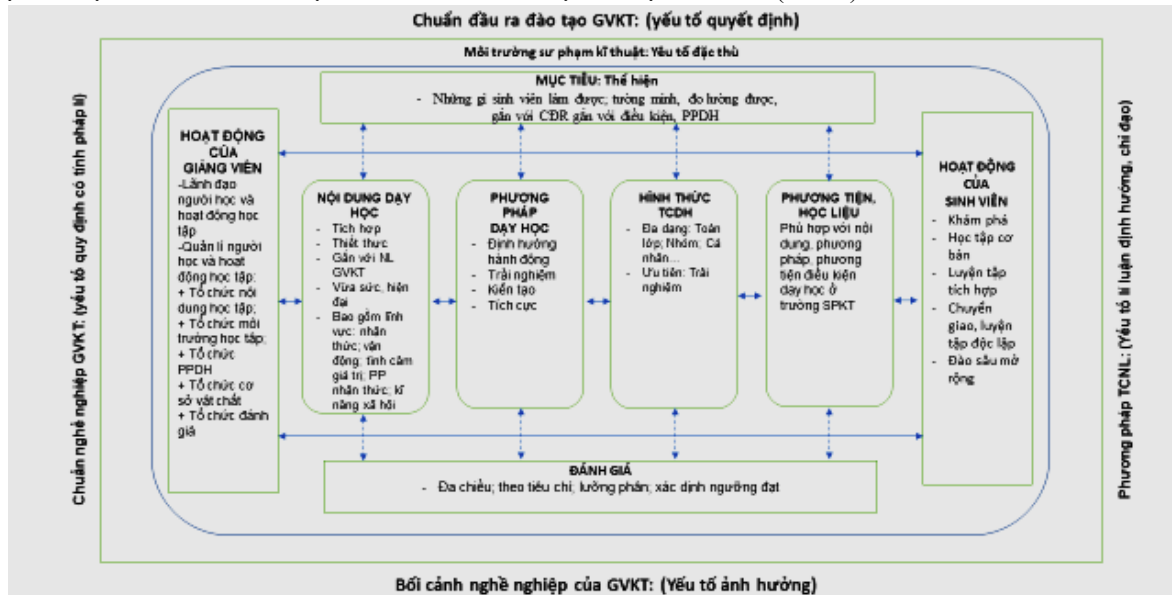 Chuẩn đầu ra đào tạo GVKT: (yếu tố quyết định)
Môi trường sư phạm kĩ thuật: Yếu tố đặc thù
MỤC TIÊU: Thể hiện
- Những gì sinh viên làm được; tường minh, đo lường được,
gắn với CĐR gắn với điều kiện, PPDH
Chuẩn nghề nghiệp GVKT: (yếu tố quy định có tính pháp lí)
HOẠT ĐỘNG
CỦA
GIẢNG VIÊN
-Lãnh đạo
người học và
hoạt động học
tập
-Quản lí người
học và hoạt
động học tập:
+ Tổ chức nội
dung học tập;
+ Tổ chức môi
trường học tập;
+ Tổ chức
PPDH
+ Tổ chức cơ
sở vật chất
+ Tổ chức đánh
giá
NỘI DUNG DẠY
HỌC
- Tích hợp
- Thiết thực
- Gắn với NL
GVKT
- Vừa sức, hiện
đại
- Bao gồm lĩnh
vực: nhận
thức; vận
động; tình cảm
giá trị; PP
nhận thức; kĩ
năng xã hội
PHƯƠNG
PHÁP
DẠY HỌC
- Định hướng
hành động
- Trải nghiệm
- Kiến tạo
- Tích cực
HÌNH THỨC
TCDH
- Đa dạng: Toàn
lớp; Nhóm; Cá
nhân...
- Ưu tiên: Trải
nghiệm
PHƯƠNG TIỆN,
HỌC LIỆU
Phù hợp với nội
dung, phương
pháp, phương
tiện điều kiện
dạy học ở
trường SPKT
HOẠT ĐỘNG
CỦA
SINH VIÊN
- Khám phá
- Học tập cơ
bản
- Luyện tập
tích hợp
- Chuyển
giao, luyện
tập độc lập
- Đào sâu mở
rộng
Phương pháp TCNL: (Yếu tố lí luận định hướng, chỉ đạo)
ĐÁNH GIÁ
- Đa chiều; theo tiêu chí; lưỡng phân; xác định ngưỡng đạt
Bối cảnh nghề nghiệp của GVKT: (Yếu tố ảnh hưởng)